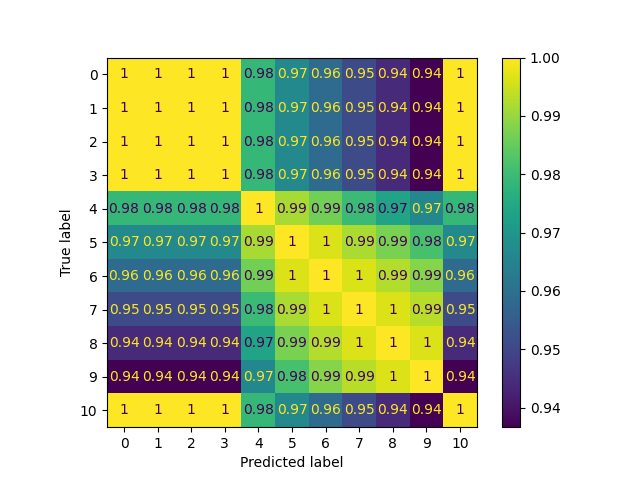 0 1 1 1 1 0.98 0.97 0.96 0.95 0.94 0.94 1
1 1 1 1 1 0.98 0.97 0.96 0.95 0.94 0.94 1
2 1 1 1 1 0.98 0.97 0.96 0.95 0.94 0.94 1
3 1 1 1 1 0.98 0.97 0.96 0.95 0.94 0.94 1
4 0.98 0.98 0.98 0.98 1 0.99 0.99 0.98 0.97 0.97 0.98
5 0.97 0.97 0.97 0.97 0.99 1 1 0.99 0.99 0.98 0.97
6 0.96 0.96 0.96 0.96 0.99 1 1 1 0.99 0.99 0.96
7 0.95 0.95 0.95 0.95 0.98 0.99 1 1 1 0.99 0.95
8 0.94 0.94 0.94 0.94 0.97 0.99 0.99 1 1 1 0.94
9 0.94 0.94 0.94 0.94 0.97 0.98 0.99 0.99 1 1 0.94
10 1 1 1 1 0.98 0.97 0.96 0.95 0.94 0.94 1
0 1 2 3 4 5 6 7 8 9 10
Predicted label
True label
1.00
0.99
0.98
0.97
0.96
0.95
0.94